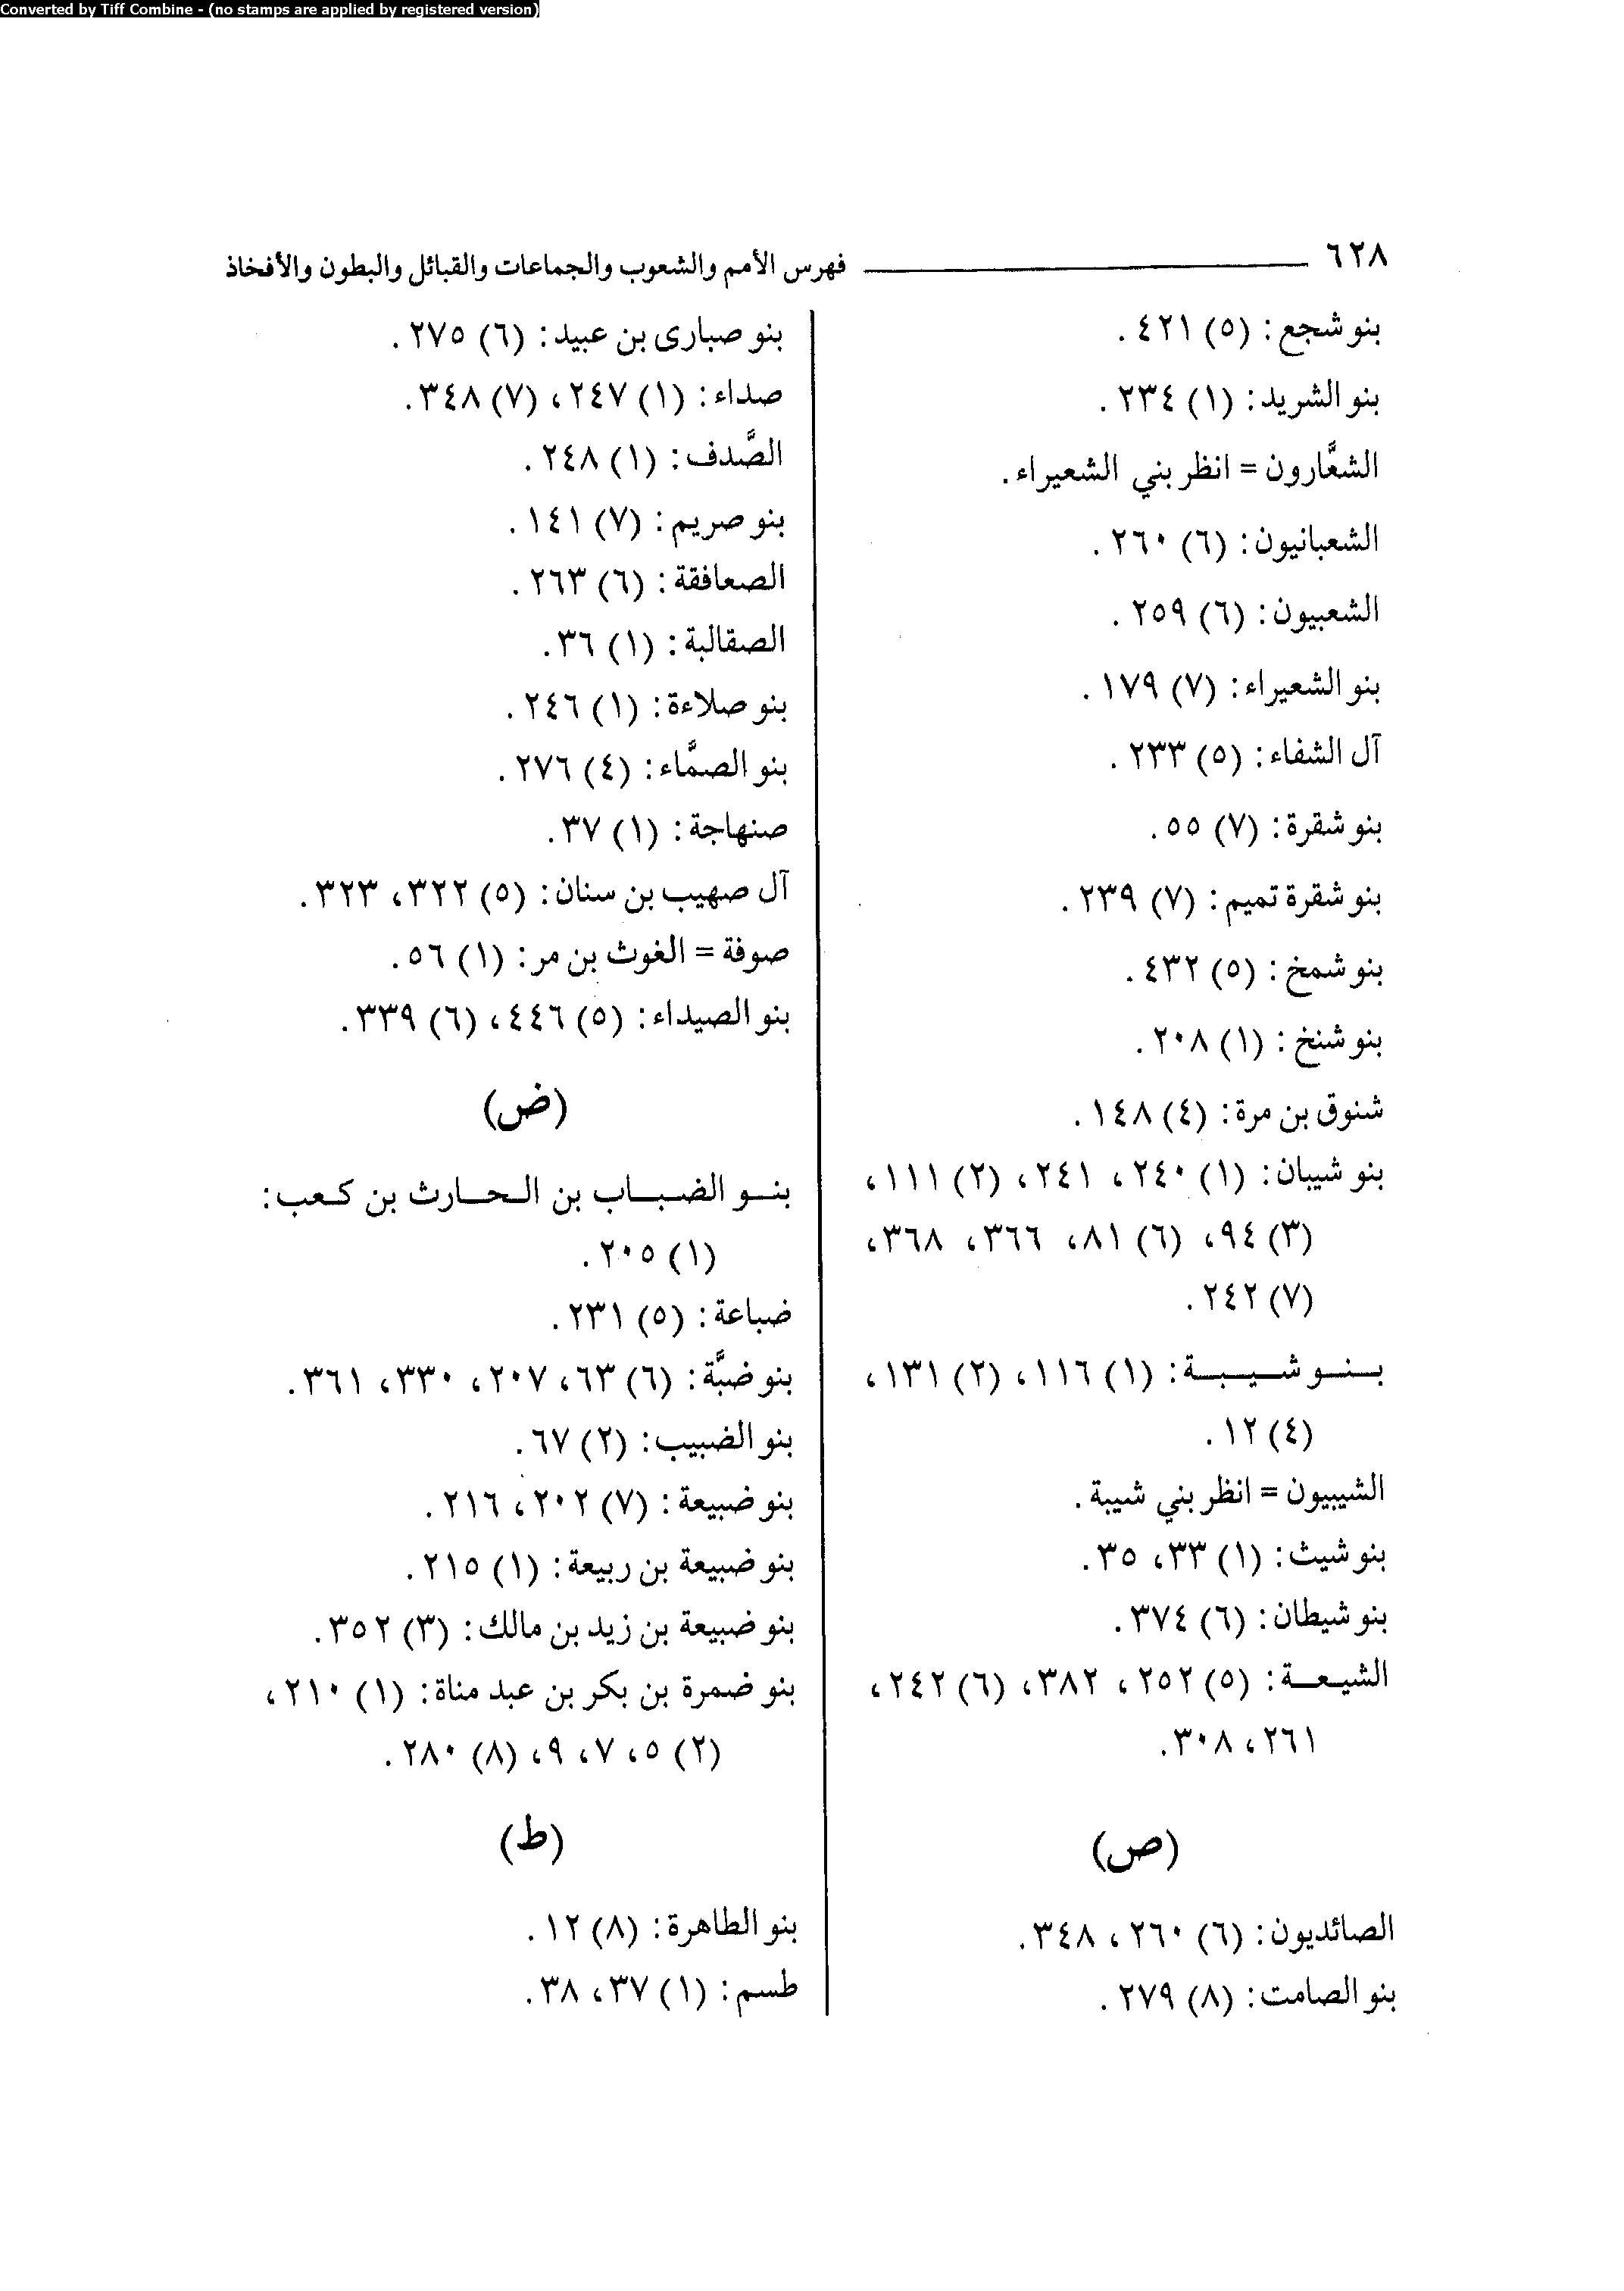 Converted by Tiff Combine - (no stamps are applied by registered version)
٦٢٨ فهرس الأمم والشعوب والجماعات والقبائل والبطون والأفخاذ
بنو شجع: (٥) ٤٢١.
بنو الشريد: (١) ٢٣٤.
الشعَّارون = انظر بني الشعيراء.
الشعبانيون: (٦) ٢٦٠.
الشعبيون: (٦) ٢٥٩.
بنو الشعيراء: (٧) ١٧٩.
آل الشفاء: (٥) ٢٣٣.
بنو شقرة: (٧) ٥٥.
بنو شقرة تميم: (٧) ٢٣٩.
بنو شمخ: (٥) ٤٣٢.
بنو شنخ: (١) ٢٠٨.
شنوق بن مرة: (٤) ١٤٨.
بنو شيبان: (١) ٢٤٠، ٢٤١، (٢) ١١١،
(٣) ٩٤، (٦) ٨١، ٣٦٦، ٣٦٨،
(٧) ٢٤٢.
بنو شيبة: (١) ١١٦، (٢) ١٣١،
(٤) ١٢.
الشيبيون = انظر بني شيبة.
بنو شيث: (١) ٣٣، ٣٥.
بنو شيطان: (٦) ٣٧٤.
الشيعة: (٥) ٢٥٢، ٣٨٢، (٦) ٢٤٢،
٢٦١، ٣٠٨.
(ص)
الصائديون: (٦) ٢٦٠، ٣٤٨.
بنو الصامت: (٨) ٢٧٩.
بنو صبارى بن عبيد: (٦) ٢٧٥.
صداء: (١) ٢٤٧، (٧) ٣٤٨.
الصَّدف: (١) ٢٤٨.
بنو صريم: (٧) ١٤١.
الصعافقة: (٦) ٢٦٣.
الصقالبة: (١) ٣٦.
بنو صلاءة: (١) ٢٤٦.
بنو الصمَّاء: (٤) ٢٧٦.
صنهاجة: (١) ٣٧.
آل صهيب بن سنان: (٥) ٣٢٢، ٣٢٣.
صوفة = الغوث بن مر: (١) ٥٦.
بنو الصيداء: (٥) ٤٤٦، (٦) ٣٣٩.
(ض)
بنو الضباب بن الحارث بن كعب:
(١) ٢٠٥.
ضباعة: (٥) ٢٣١.
بنو ضبَّة: (٦) ٦٣، ٢٠٧، ٣٣٠، ٣٦١.
بنو الضبيب: (٢) ٦٧.
بنو ضبيعة: (٧) ٢٠٢، ٢١٦.
بنو ضبيعة بن ربيعة: (١) ٢١٥.
بنو ضبيعة بن زيد بن مالك: (٣) ٣٥٢.
بنو ضمرة بن بكر بن عبد مناة: (١) ٢١٠،
(٢) ٥، ٧، ٩، (٨) ٢٨٠.
(ط)
بنو الطاهرة: (٨) ١٢.
طسم: (١) ٣٧، ٣٨.